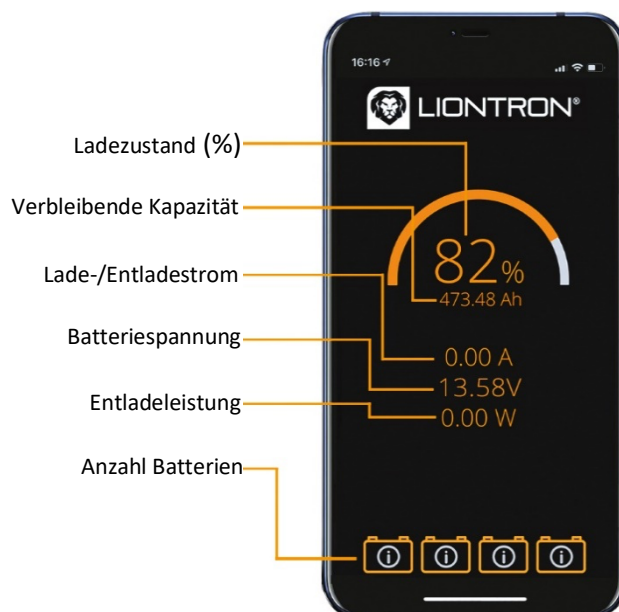 16:16
LIONTRON®
Ladezustand (%)
Verbleibende Kapazität
Lade-/Entladestrom
Batteriespannung
Entladeleistung
Anzahl Batterien
82%
473.48 Ah
0.00 A
13.58V
0.00 W